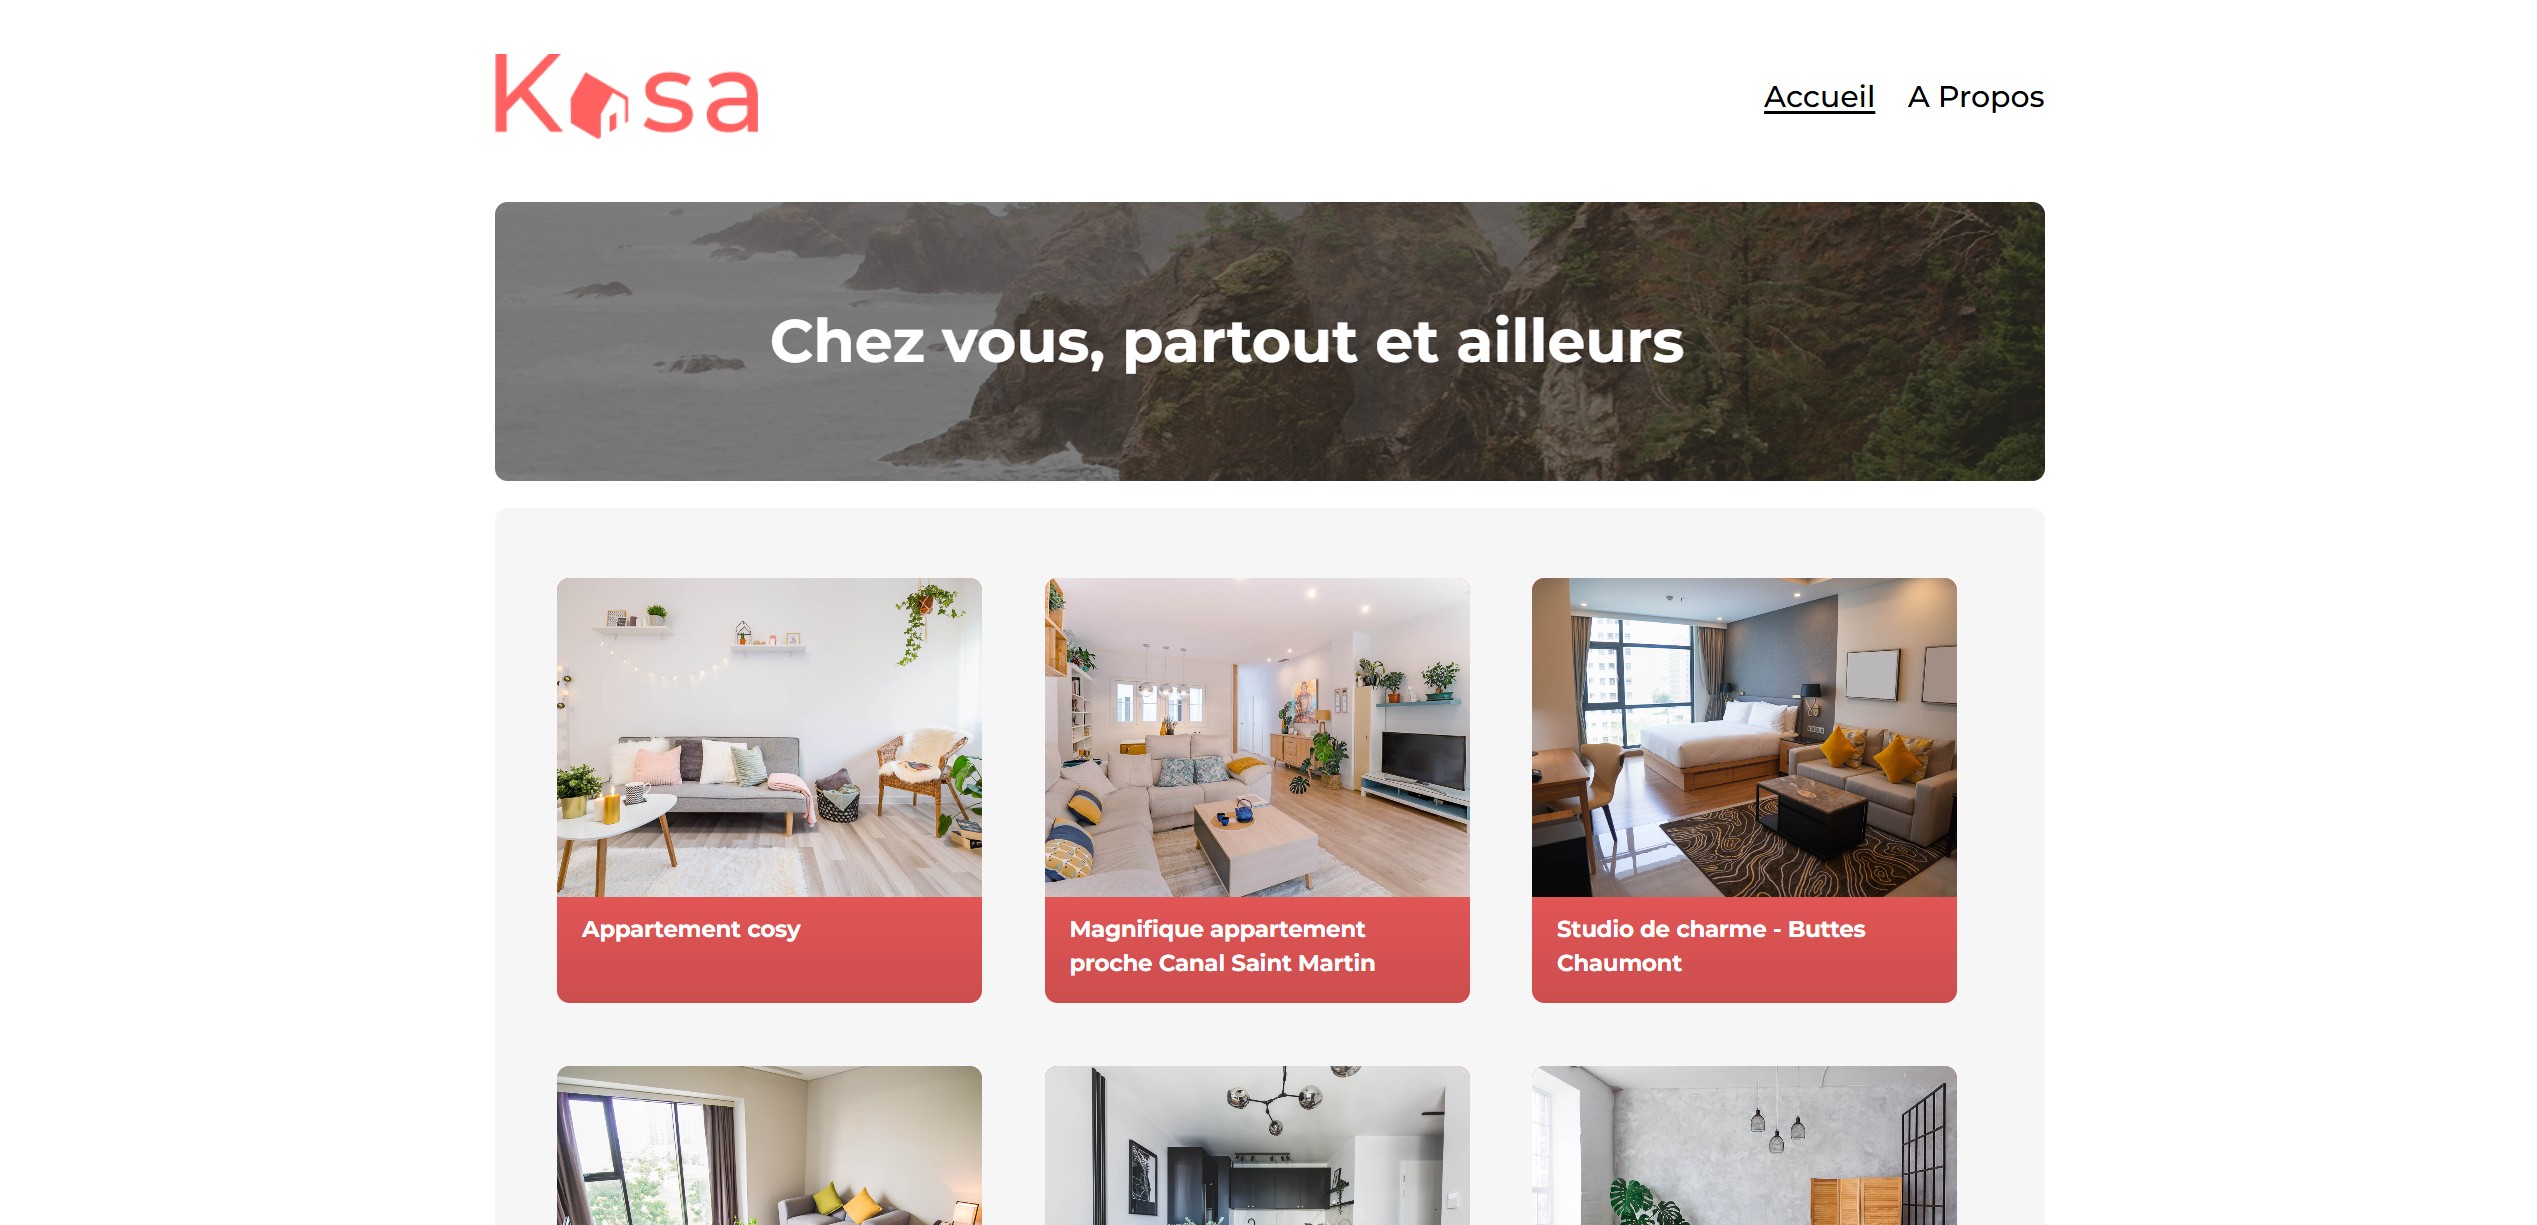 Kasa
Accueil
A Propos
Chez vous, partout et ailleurs
Appartement cosy
Magnifique appartement
proche Canal Saint Martin
Studio de charme - Buttes
Chaumont